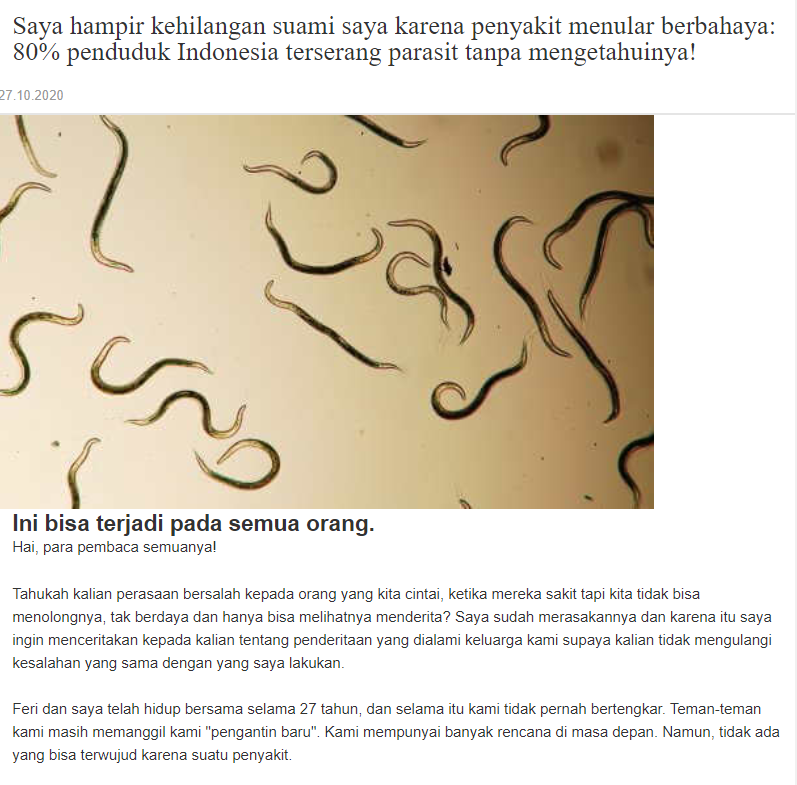 Saya hampir kehilangan suami saya karena penyakit menular berbahaya:
80% penduduk Indonesia terserang parasit tanpa mengetahuinya!
27.10.2020
Ini bisa terjadi pada semua orang.
Hai, para pembaca semuanya!
Tahukah kalian perasaan bersalah kepada orang yang kita cintai, ketika mereka sakit tapi kita tidak bisa
menolongnya, tak berdaya dan hanya bisa melihatnya menderita? Saya sudah merasakannya dan karena itu saya
ingin menceritakan kepada kalian tentang penderitaan yang dialami keluarga kami supaya kalian tidak mengulangi
kesalahan yang sama dengan yang saya lakukan.
Feri dan saya telah hidup bersama selama 27 tahun, dan selama itu kami tidak pernah bertengkar. Teman-teman
kami masih memanggil kami "pengantin baru". Kami mempunyai banyak rencana di masa depan. Namun, tidak ada
yang bisa terwujud karena suatu penyakit.